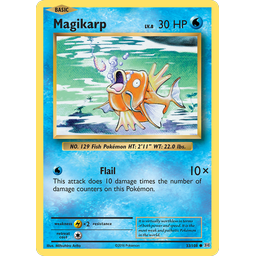 BASIC
Magikarp LV.8 30 HP
NO. 129 Fish Pokémon HT: 2'11" WT: 22.0 lbs.
Flail 10×
This attack does 10 damage times the number of
damage counters on this Pokémon.
weakness ×2 resistance
retreat cost